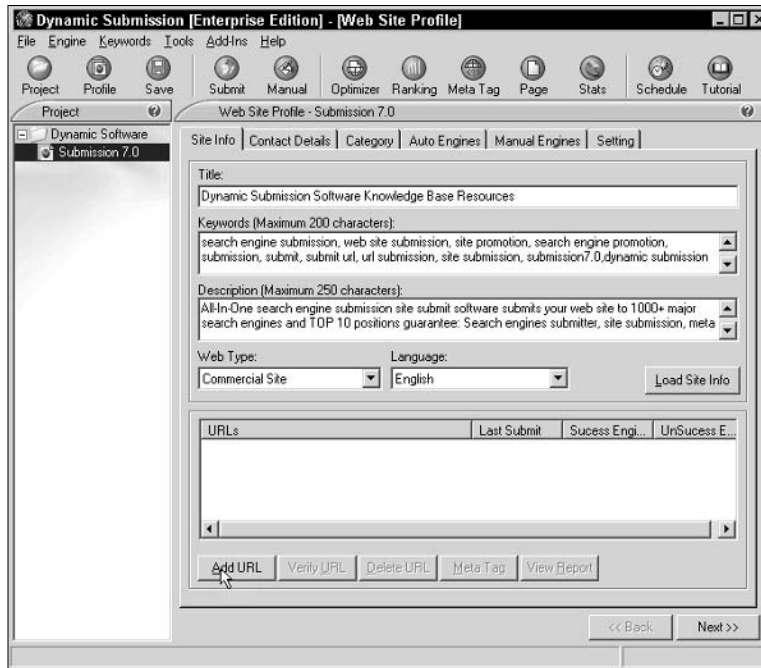 Dynamic Submission [Enterprise Edition] - [Web Site Profile]
File Engine Keywords Tools Add-Ins Help
Project Profile Save Submit Manual Optimizer Ranking Meta Tag Page Stats Schedule Tutorial
Project
Web Site Profile - Submission 7.0
Dynamic Software
Submission 7.0
Site Info Contact Details Category Auto Engines Manual Engines Setting
Title:
Dynamic Submission Software Knowledge Base Resources
Keywords (Maximum 200 characters):
search engine submission, web site submission, site promotion, search engine promotion,
submission, submit, submit url, url submission, site submission, submission7.0,dynamic submission
Description (Maximum 250 characters):
All-In-One search engine submission site submit software submits your web site to 1000+ major
search engines and TOP 10 positions guarantee: Search engines submitter, site submission, meta
Web Type: Language:
Commercial Site English Load Site Info
URLs Last Submit Sucess Engi... UnSucess E...
Add URL Verify URL Delete URL Meta Tag View Report
<< Back Next >>